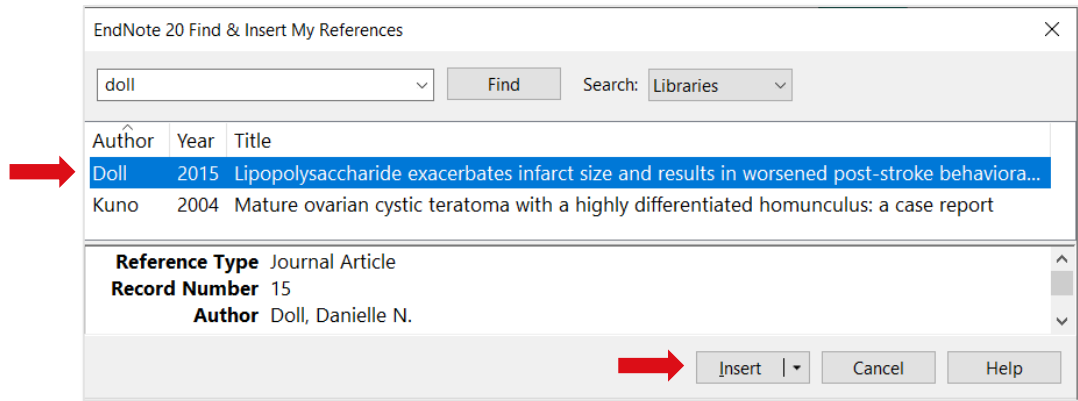 EndNote 20 Find & Insert My References
doll Find Search: Libraries
Author Year Title
Doll 2015 Lipopolysaccharide exacerbates infarct size and results in worsened post-stroke behaviora...
Kuno 2004 Mature ovarian cystic teratoma with a highly differentiated homunculus: a case report
Reference Type Journal Article
Record Number 15
Author Doll, Danielle N.
Insert Cancel Help